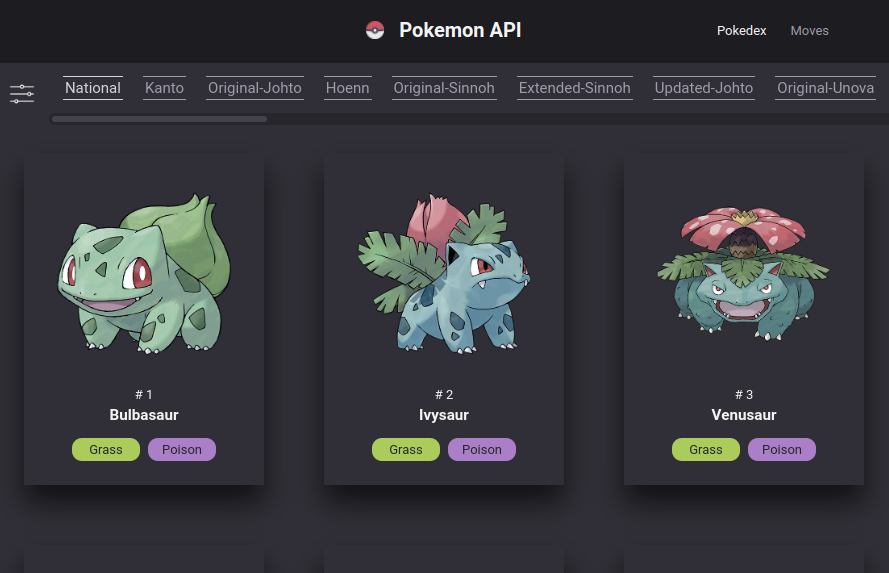 Pokemon API
Pokedex Moves
National Kanto Original-Johto Hoenn Original-Sinnoh Extended-Sinnoh Updated-Johto Original-Unova
# 1
Bulbasaur
Grass Poison
# 2
Ivysaur
Grass Poison
# 3
Venusaur
Grass Poison